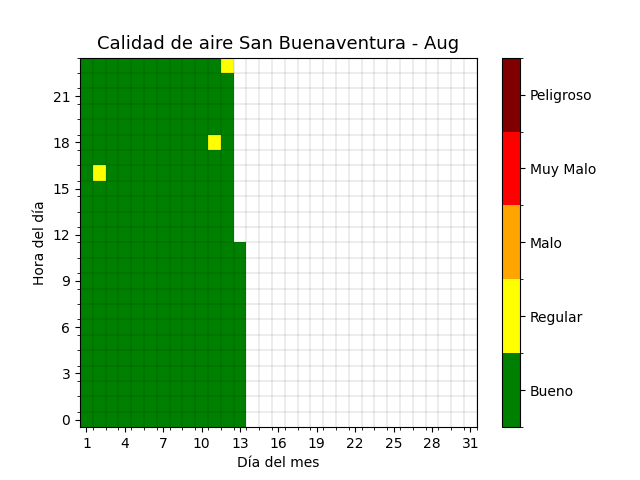 Calidad de aire San Buenaventura - Aug
Peligroso
Muy Malo
Malo
Regular
Bueno
Hora del día
21
18
15
12
9
6
3
0
1 4 7 10 13 16 19 22 25 28 31
Día del mes